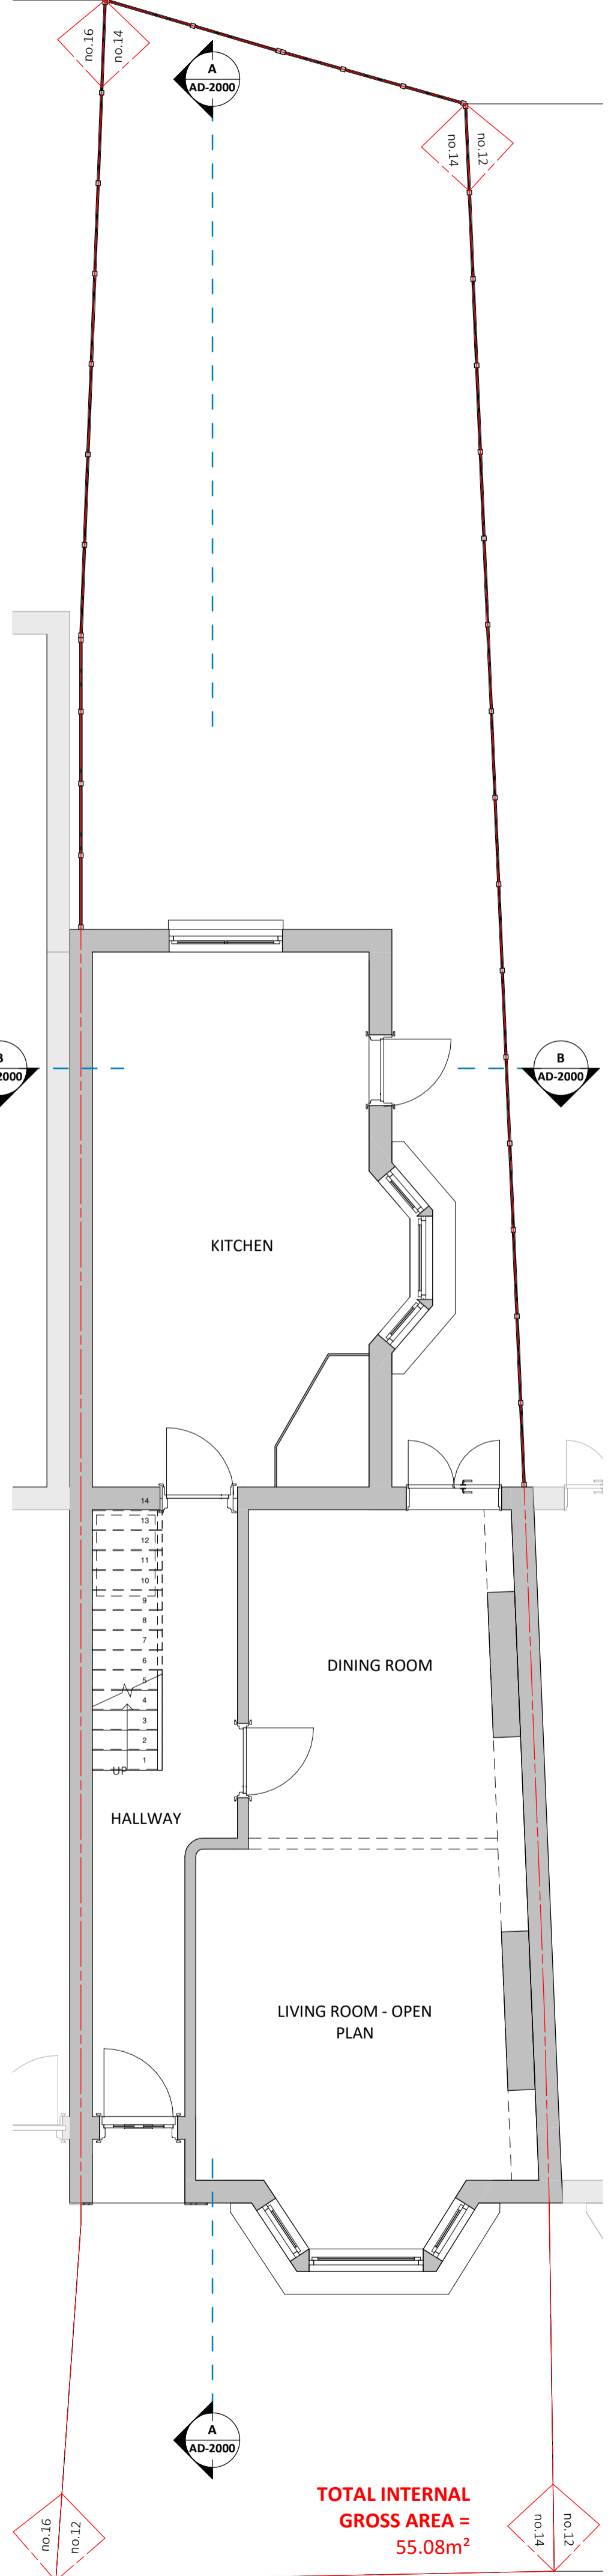 no.16
no.14
A
AD-2000
no.14
no.12
B
2000
B
AD-2000
KITCHEN
14
13
12
11
10
9
8
7
6
5
4
3
2
1
UP
DINING ROOM
HALLWAY
LIVING ROOM - OPEN
PLAN
A
AD-2000
TOTAL INTERNAL
GROSS AREA =
55.08m²
no.16
no.12
no.14
no.12